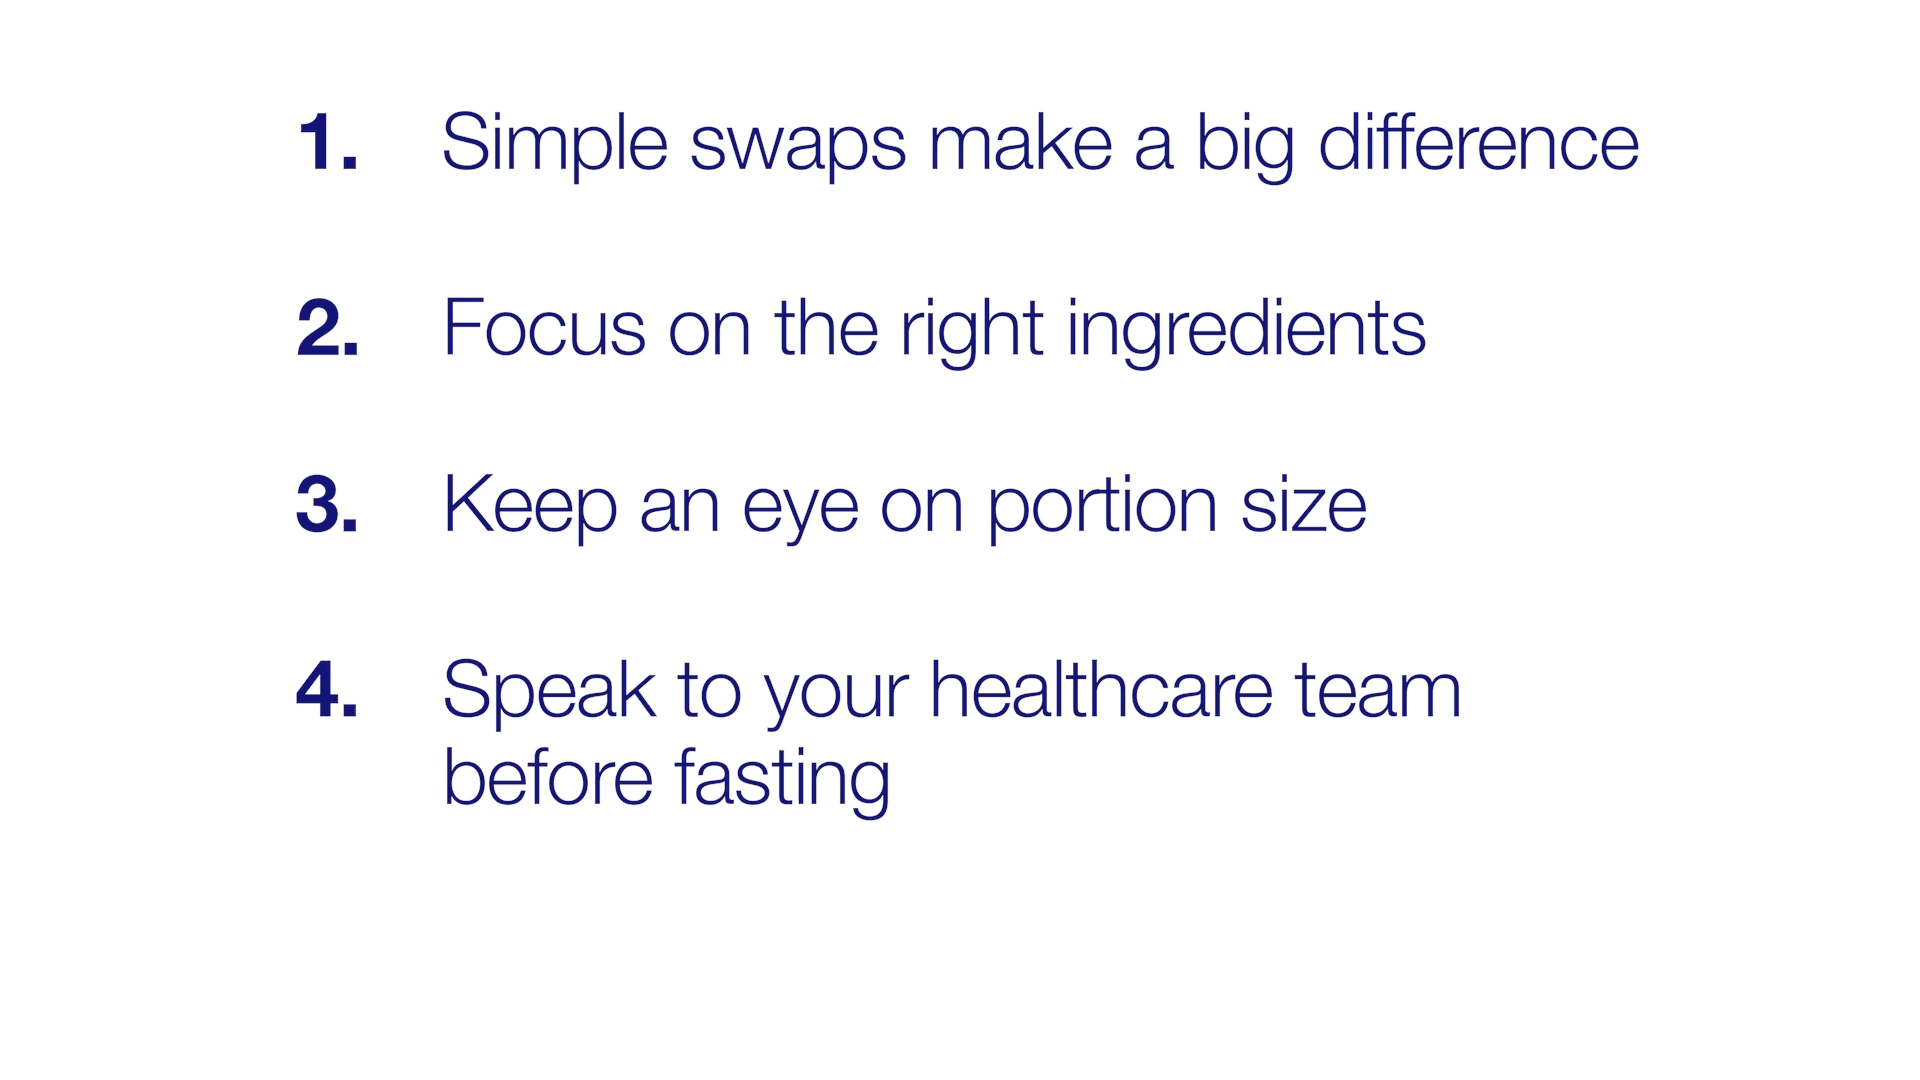 1. Simple swaps make a big difference
2. Focus on the right ingredients
3. Keep an eye on portion size
4. Speak to your healthcare team
before fasting